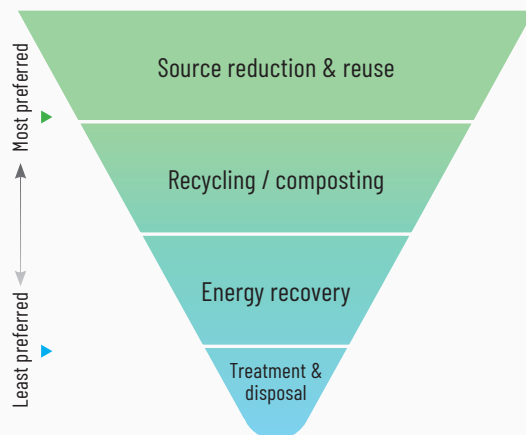 Most preferred
Least preferred
Source reduction & reuse
Recycling / composting
Energy recovery
Treatment &
disposal